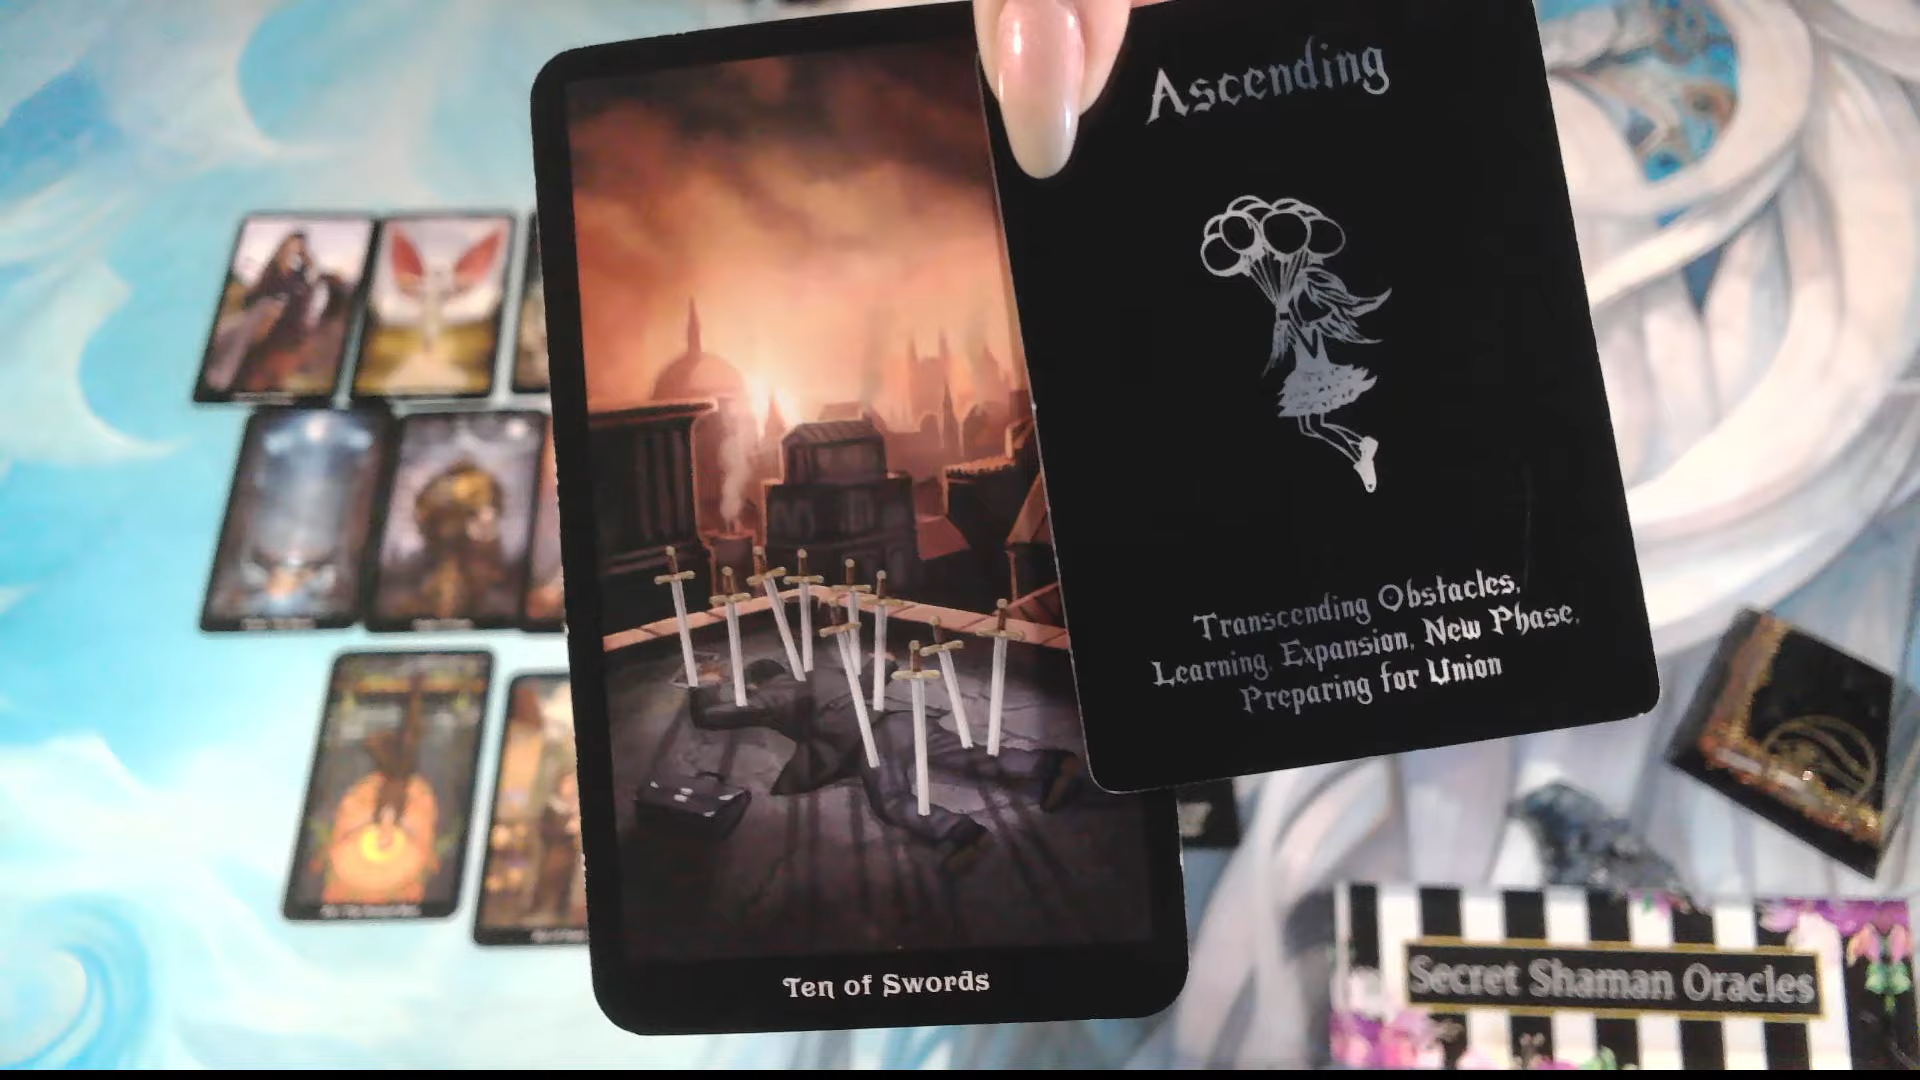 Ascending
Transcending Obstacles,
Learning, Expansion, New Phase,
Preparing for Union
Ten of Swords
Secret Shaman Oracles